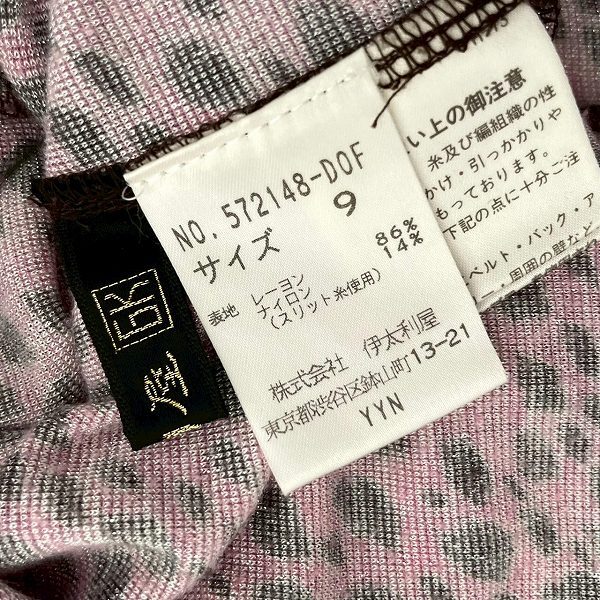 NO. 572148-DOF
サイズ 9
表地 レーヨン 86%
ナイロン 14%
(スリット糸使用)
株式会社 伊太利屋
東京都渋谷区鉢山町13-21
YYN
い上の御注意
糸及び編組織の性
かけ・引っかかりや
もっております。
下記の点に十分ご注
ベルト・バック・ア
・周囲の壁など
GK
屋